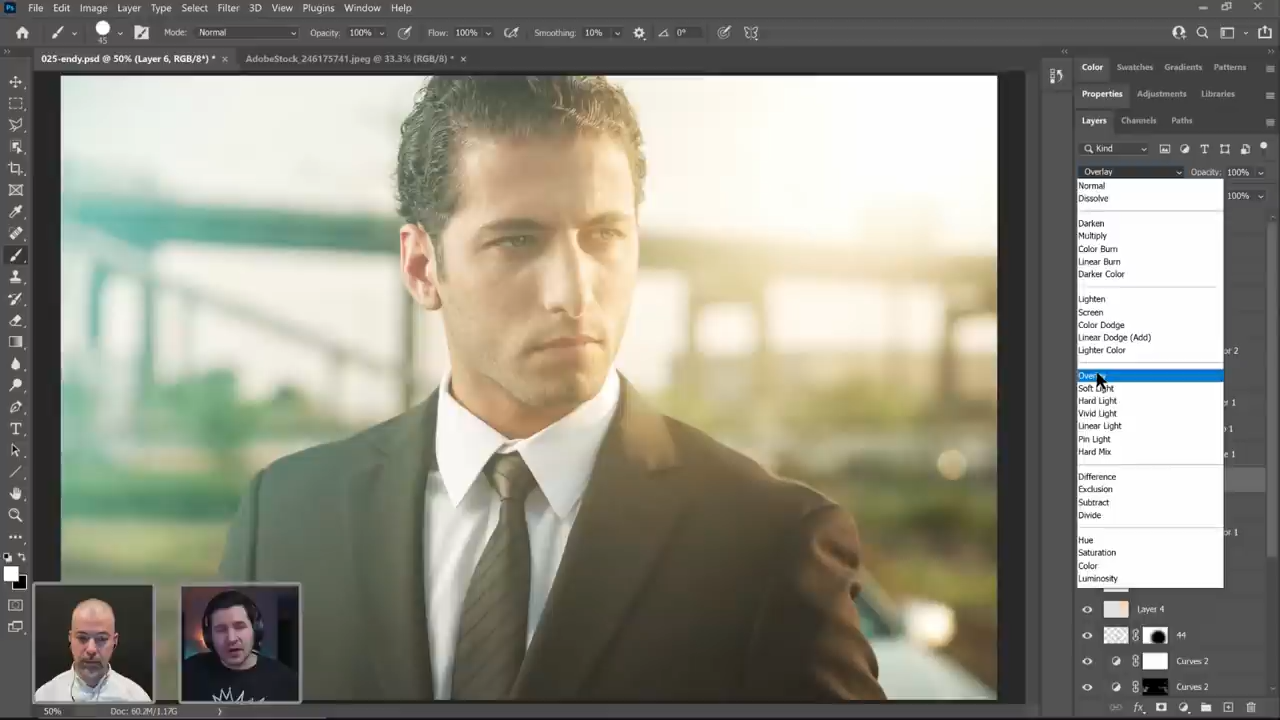 Ps File Edit Image Layer Type Select Filter 3D View Plugins Window Help
45 Mode: Normal Opacity: 100% Flow: 100% Smoothing: 10% 0°
025-endy.psd @ 50% (Layer 6, RGB/8*) * × AdobeStock_246175741.jpeg @ 33.3% (RGB/8) * ×
Color Swatches Gradients Patterns
Properties Adjustments Libraries
Layers Channels Paths
Kind
Overlay Opacity: 100%
Normal
100%
Dissolve
Darken
Multiply
Color Burn
Linear Burn
Darker Color
Lighten
Screen
Color Dodge
Linear Dodge (Add)
Lighter Color
Soft Light
Hard Light
Vivid Light
Linear Light
Pin Light
Hard Mix
Difference
Exclusion
Subtract
Divide
Hue
Saturation
Color
Luminosity
Layer 4
44
Curves 2
Curves 2
50% Doc: 60.2M/1.17G